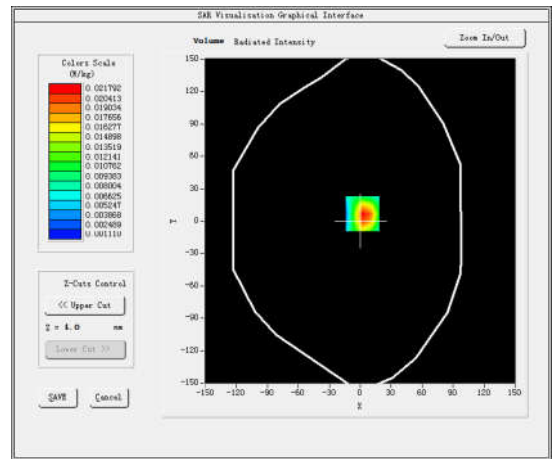 SAR Visualisation Graphical Interface
Volume Radiated Intensity
Zoom In/Out
Colors Scale
(W/kg)
0.021792
0.020413
0.019034
0.017656
0.016277
0.014898
0.013519
0.012141
0.010762
0.009383
0.008004
0.006625
0.005247
0.003868
0.002489
0.001110
150
120
90
60
30
0
-30
-60
-90
-120
-150
Y
-150 -120 -90 -60 -30 0 30 60 90 120 150
X
Z-Cuts Control
<< Upper Cut
Z = 4.0 mm
Lower Cut >>
SAVE Cancel